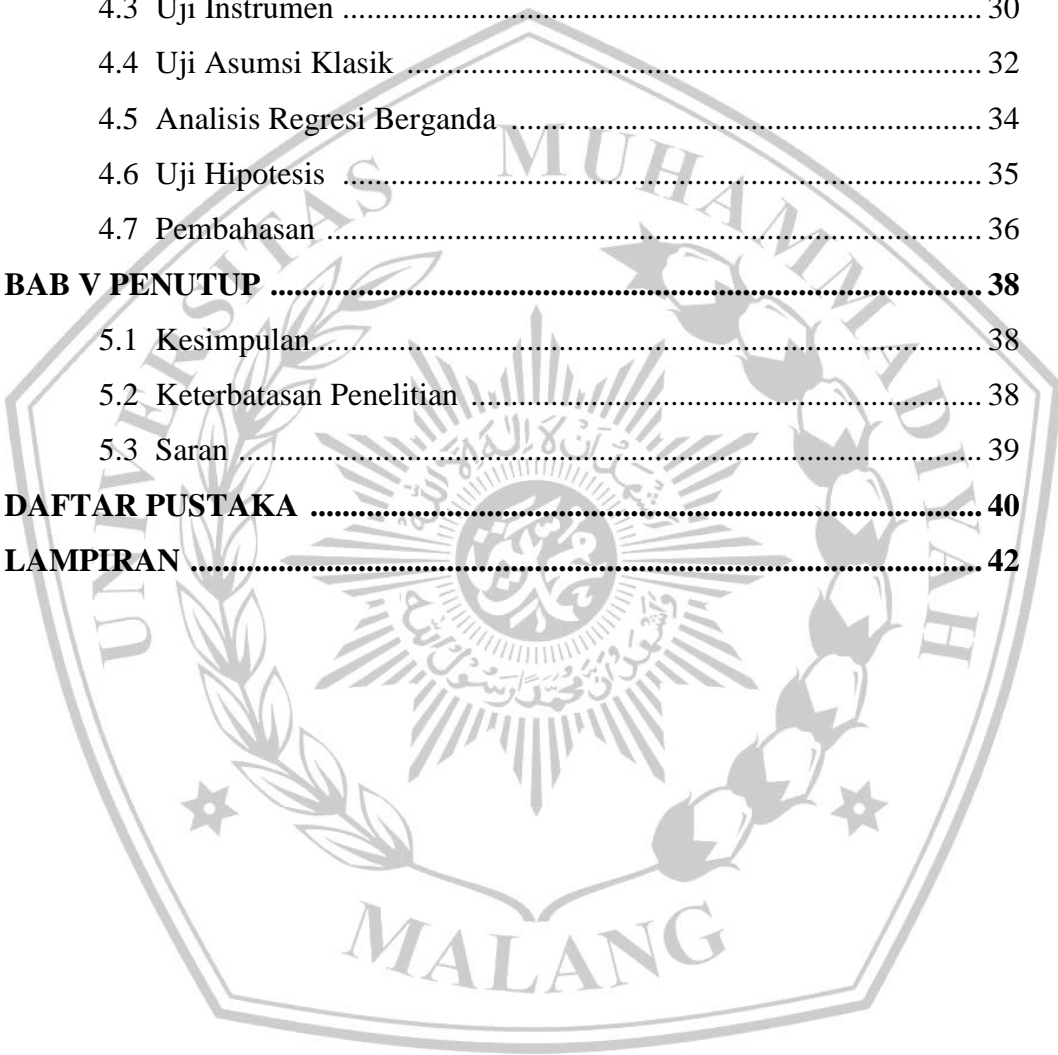 4.3 Uji Instrumen ........................................................ 30
4.4 Uji Asumsi Klasik ........................................................ 32
4.5 Analisis Regresi Berganda ........................................................ 34
4.6 Uji Hipotesis ........................................................ 35
4.7 Pembahasan ........................................................ 36
BAB V PENUTUP ........................................................ 38
5.1 Kesimpulan........................................................ 38
5.2 Keterbatasan Penelitian ........................................................ 38
5.3 Saran ........................................................ 39
DAFTAR PUSTAKA ........................................................ 40
LAMPIRAN ........................................................ 42
UNIVERSITAS MUHAMMADIYAH
MALANG